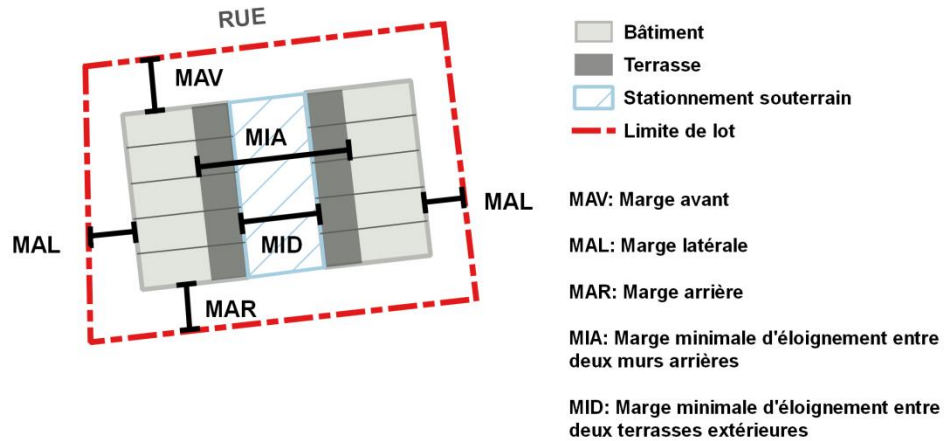 RUE
MAV
MIA
MAL
MAL
MID
MAR
Bâtiment
Terrasse
Stationnement souterrain
Limite de lot
MAV: Marge avant
MAL: Marge latérale
MAR: Marge arrière
MIA: Marge minimale d'éloignement entre
deux murs arrières
MID: Marge minimale d'éloignement entre
deux terrasses extérieures